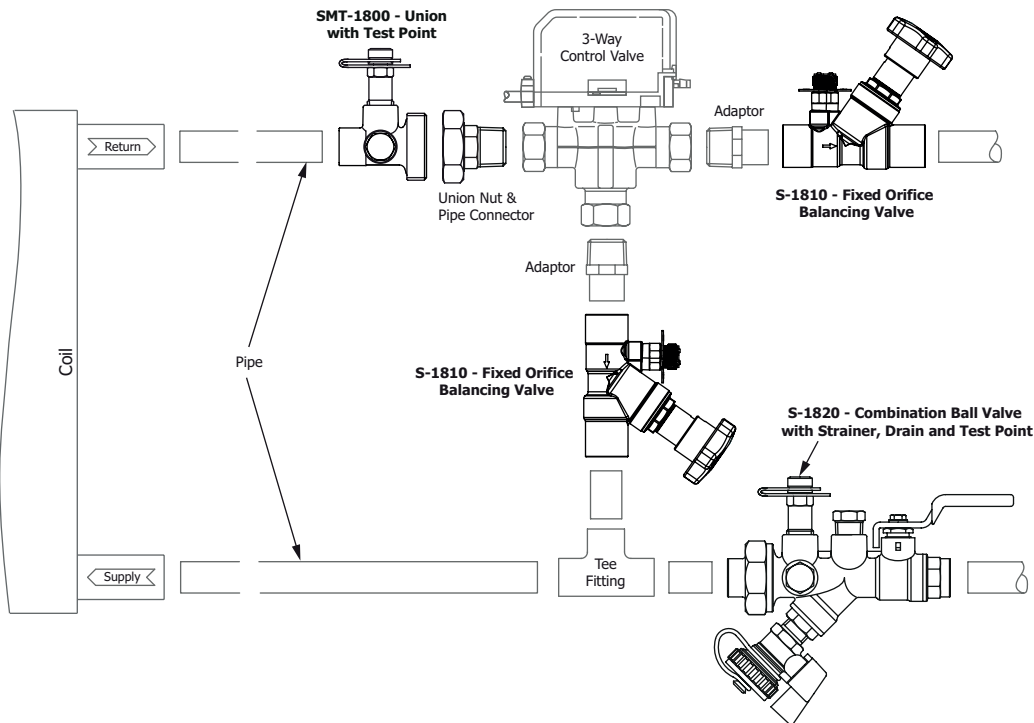 SMT-1800 - Union
with Test Point
3-Way
Control Valve
Adaptor
Return
Union Nut &
Pipe Connector
S-1810 - Fixed Orifice
Balancing Valve
Adaptor
Coil
Pipe
S-1810 - Fixed Orifice
Balancing Valve
S-1820 - Combination Ball Valve
with Strainer, Drain and Test Point
Supply
Tee
Fitting